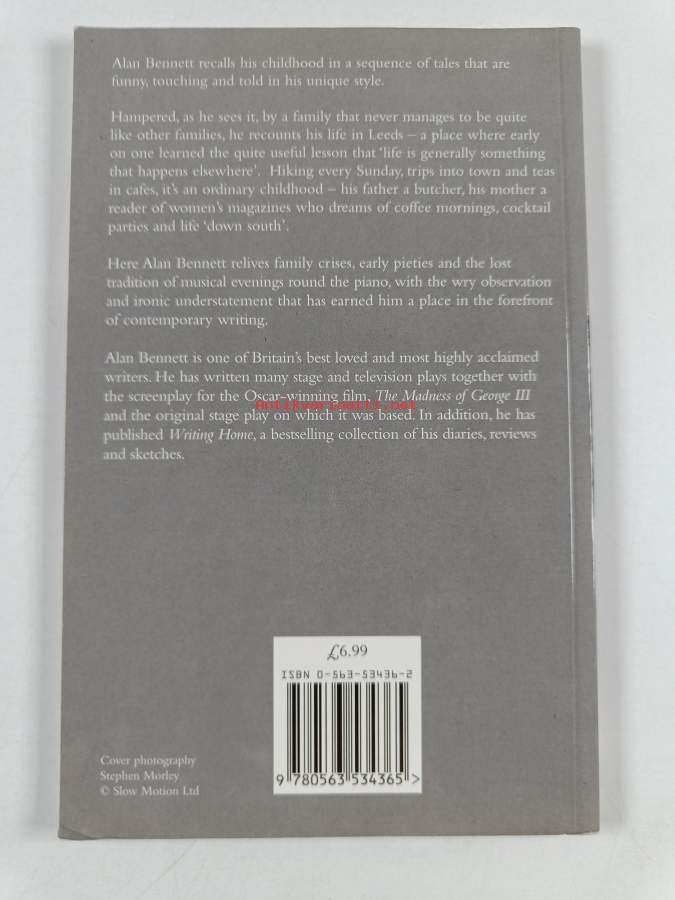 Alan Bennett recalls his childhood in a sequence of tales that are
funny, touching and told in his unique style.
Hampered, as he sees it, by a family that never manages to be quite
like other families, he recounts his life in Leeds – a place where early
on one learned the quite useful lesson that ‘life is generally something
that happens elsewhere’. Hiking every Sunday, trips into town and teas
in cafes, it’s an ordinary childhood – his father a butcher, his mother a
reader of women’s magazines who dreams of coffee mornings, cocktail
parties and life ‘down south’.
Here Alan Bennett relives family crises, early pieties and the lost
tradition of musical evenings round the piano, with the wry observation
and ironic understatement that has earned him a place in the forefront
of contemporary writing.
Alan Bennett is one of Britain’s best loved and most highly acclaimed
writers. He has written many stage and television plays together with
the screenplay for the Oscar-winning film, The Madness of George III
antikvariaatti.net
and the original stage play on which it was based. In addition, he has
published Writing Home, a bestselling collection of his diaries, reviews
and sketches.
£6.99
ISBN 0-563-53436-2
9 780563 534365 >
Cover photography
Stephen Morley
© Slow Motion Ltd